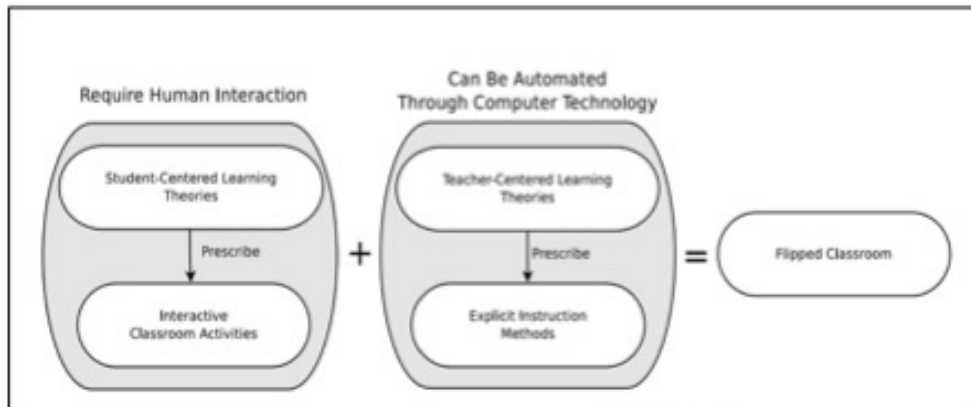 Require Human Interaction
Can Be Automated
Through Computer Technology
Student-Centered Learning
Theories
Prescribe
Interactive
Classroom Activities
+
Teacher-Centered Learning
Theories
Prescribe
Explicit Instruction
Methods
=
Flipped Classroom